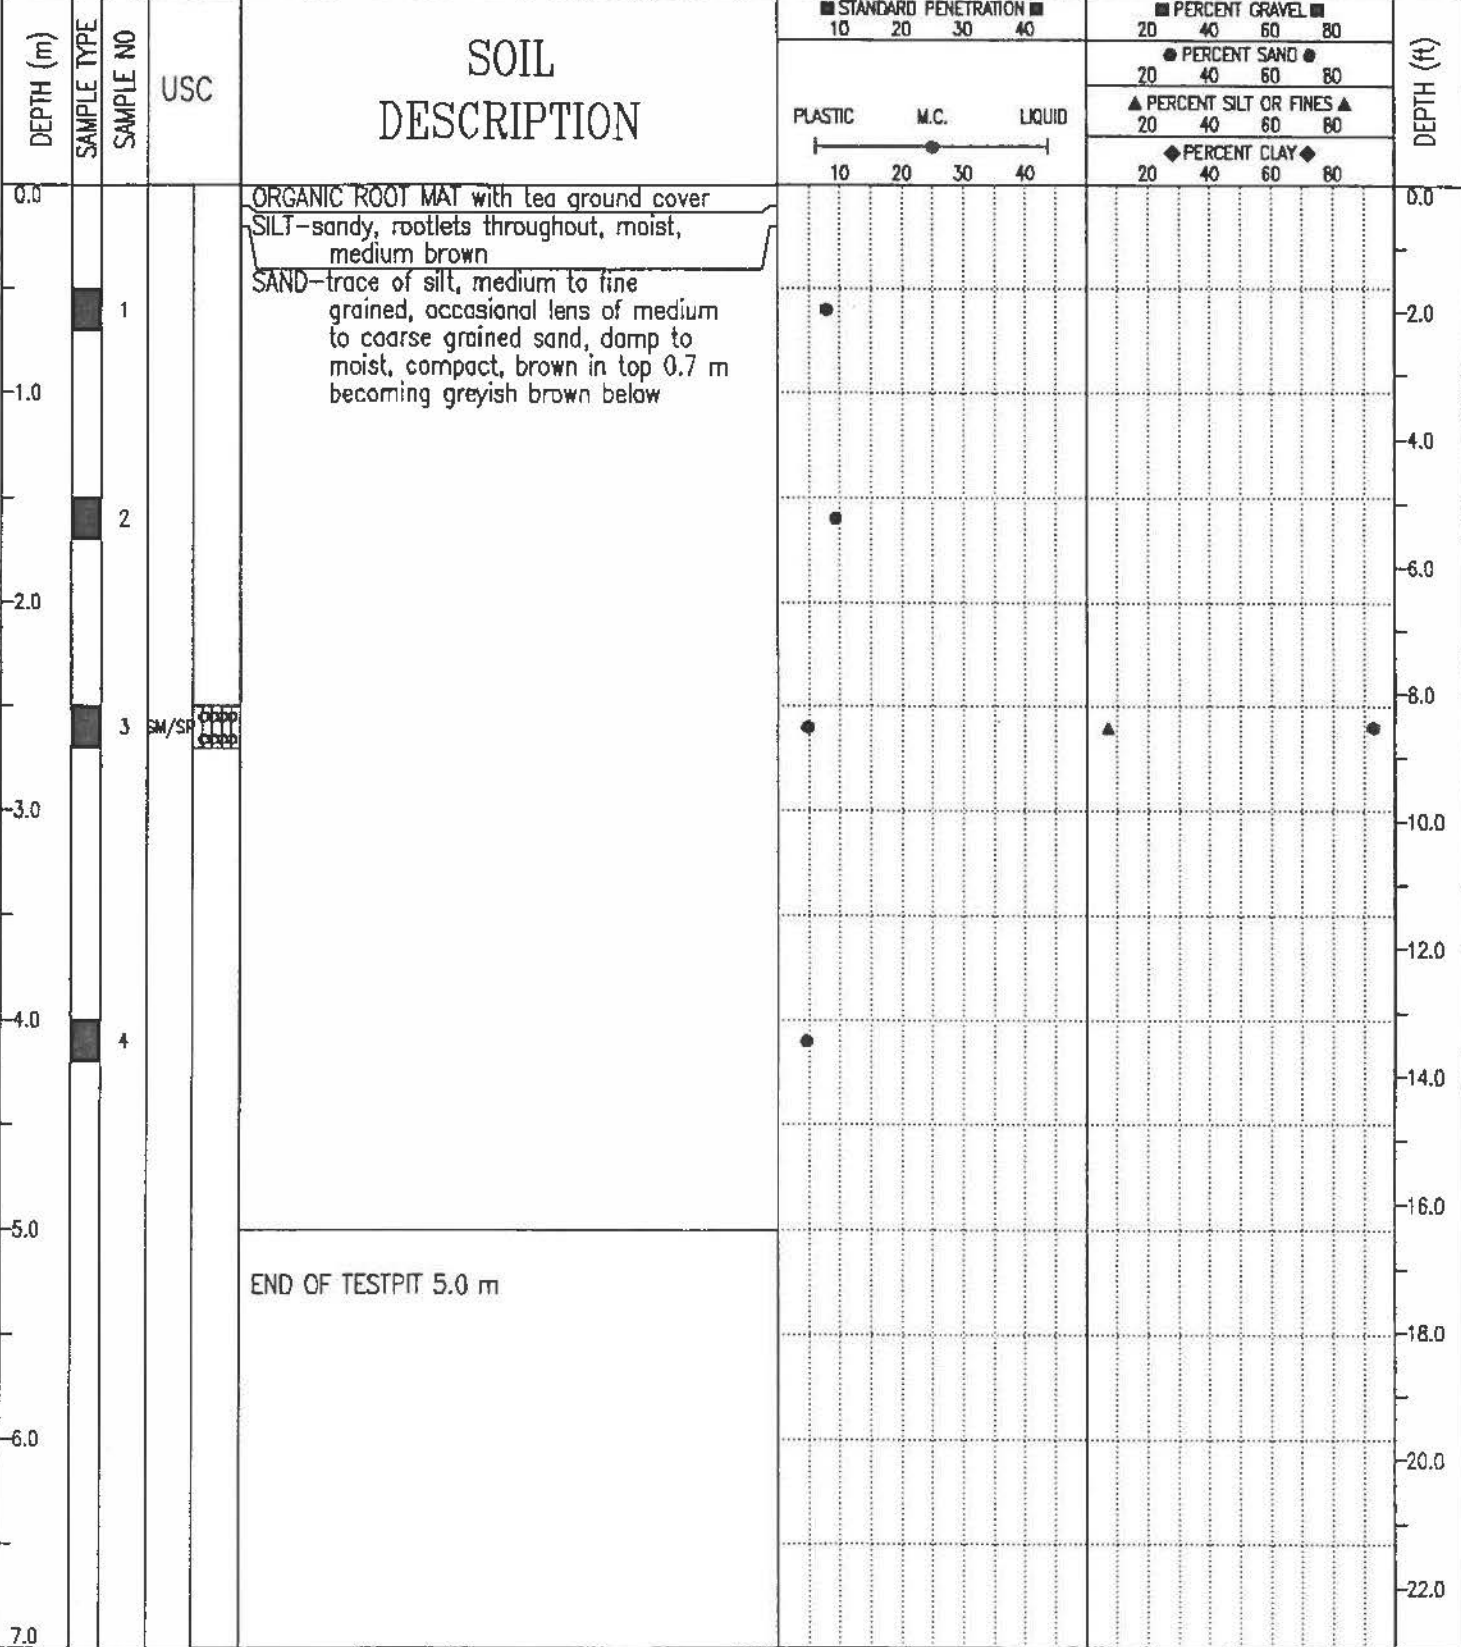 DEPTH (m)
SAMPLE TYPE
SAMPLE NO
USC
SOIL
DESCRIPTION
■ STANDARD PENETRATION ■
10 20 30 40
PLASTIC M.C. LIQUID
10 20 30 40
■ PERCENT GRAVEL ■
20 40 60 80
● PERCENT SAND ●
20 40 60 80
▲ PERCENT SILT OR FINES ▲
20 40 60 80
◆ PERCENT CLAY ◆
20 40 60 80
DEPTH (ft)
0.0
1.0
2.0
3.0
4.0
5.0
6.0
7.0
1
2
3
4
SM/SP
ORGANIC ROOT MAT with tea ground cover
SILT-sandy, rootlets throughout, moist,
medium brown
SAND-trace of silt, medium to fine
grained, occasional lens of medium
to coarse grained sand, damp to
moist, compact, brown in top 0.7 m
becoming greyish brown below
END OF TESTPIT 5.0 m
0.0
2.0
4.0
6.0
8.0
10.0
12.0
14.0
16.0
18.0
20.0
22.0